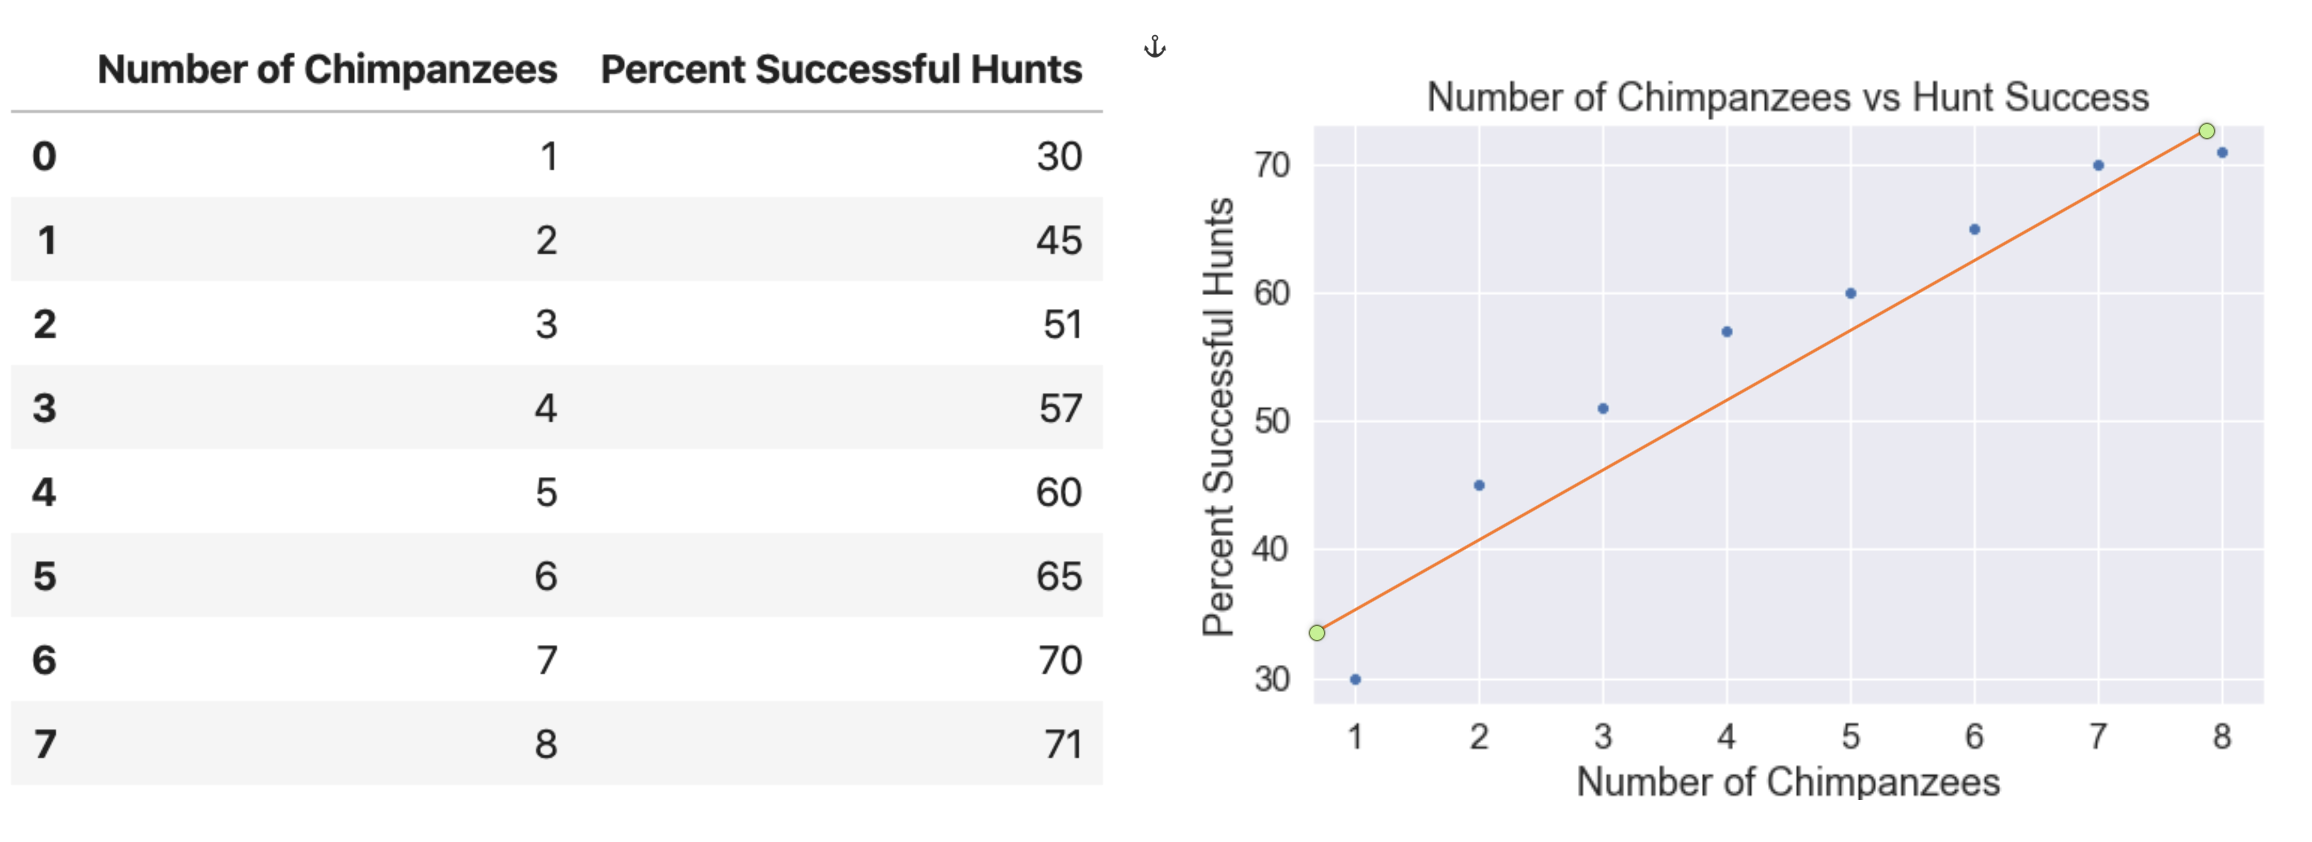 Number of Chimpanzees Percent Successful Hunts
0 1 30
1 2 45
2 3 51
3 4 57
4 5 60
5 6 65
6 7 70
7 8 71
Number of Chimpanzees vs Hunt Success
Percent Successful Hunts
70
60
50
40
30
1 2 3 4 5 6 7 8
Number of Chimpanzees